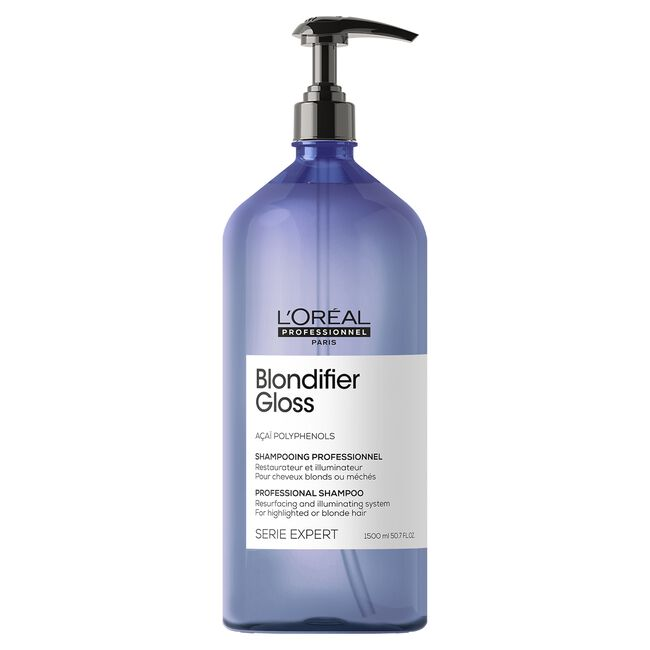 L'ORÉAL
PROFESSIONNEL
PARIS
Blondifier
Gloss
AÇAÏ POLYPHENOLS
SHAMPOOING PROFESSIONNEL
Restaurateur et illuminateur
Pour cheveux blonds ou méchés
PROFESSIONAL SHAMPOO
Resurfacing and illuminating system
For highlighted or blonde hair
SERIE EXPERT 1500 ml 50.7 FL.OZ.